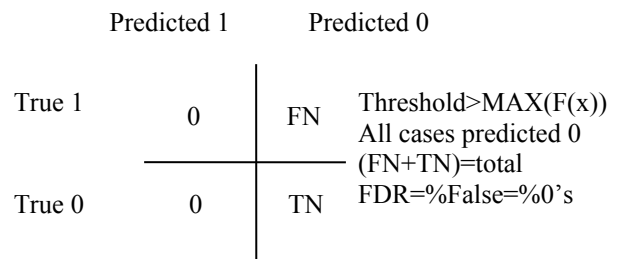 Predicted 1 Predicted 0
True 1 0 FN
Threshold>MAX(F(x))
All cases predicted 0
(FN+TN)=total
FDR=%False=%0’s
True 0 0 TN